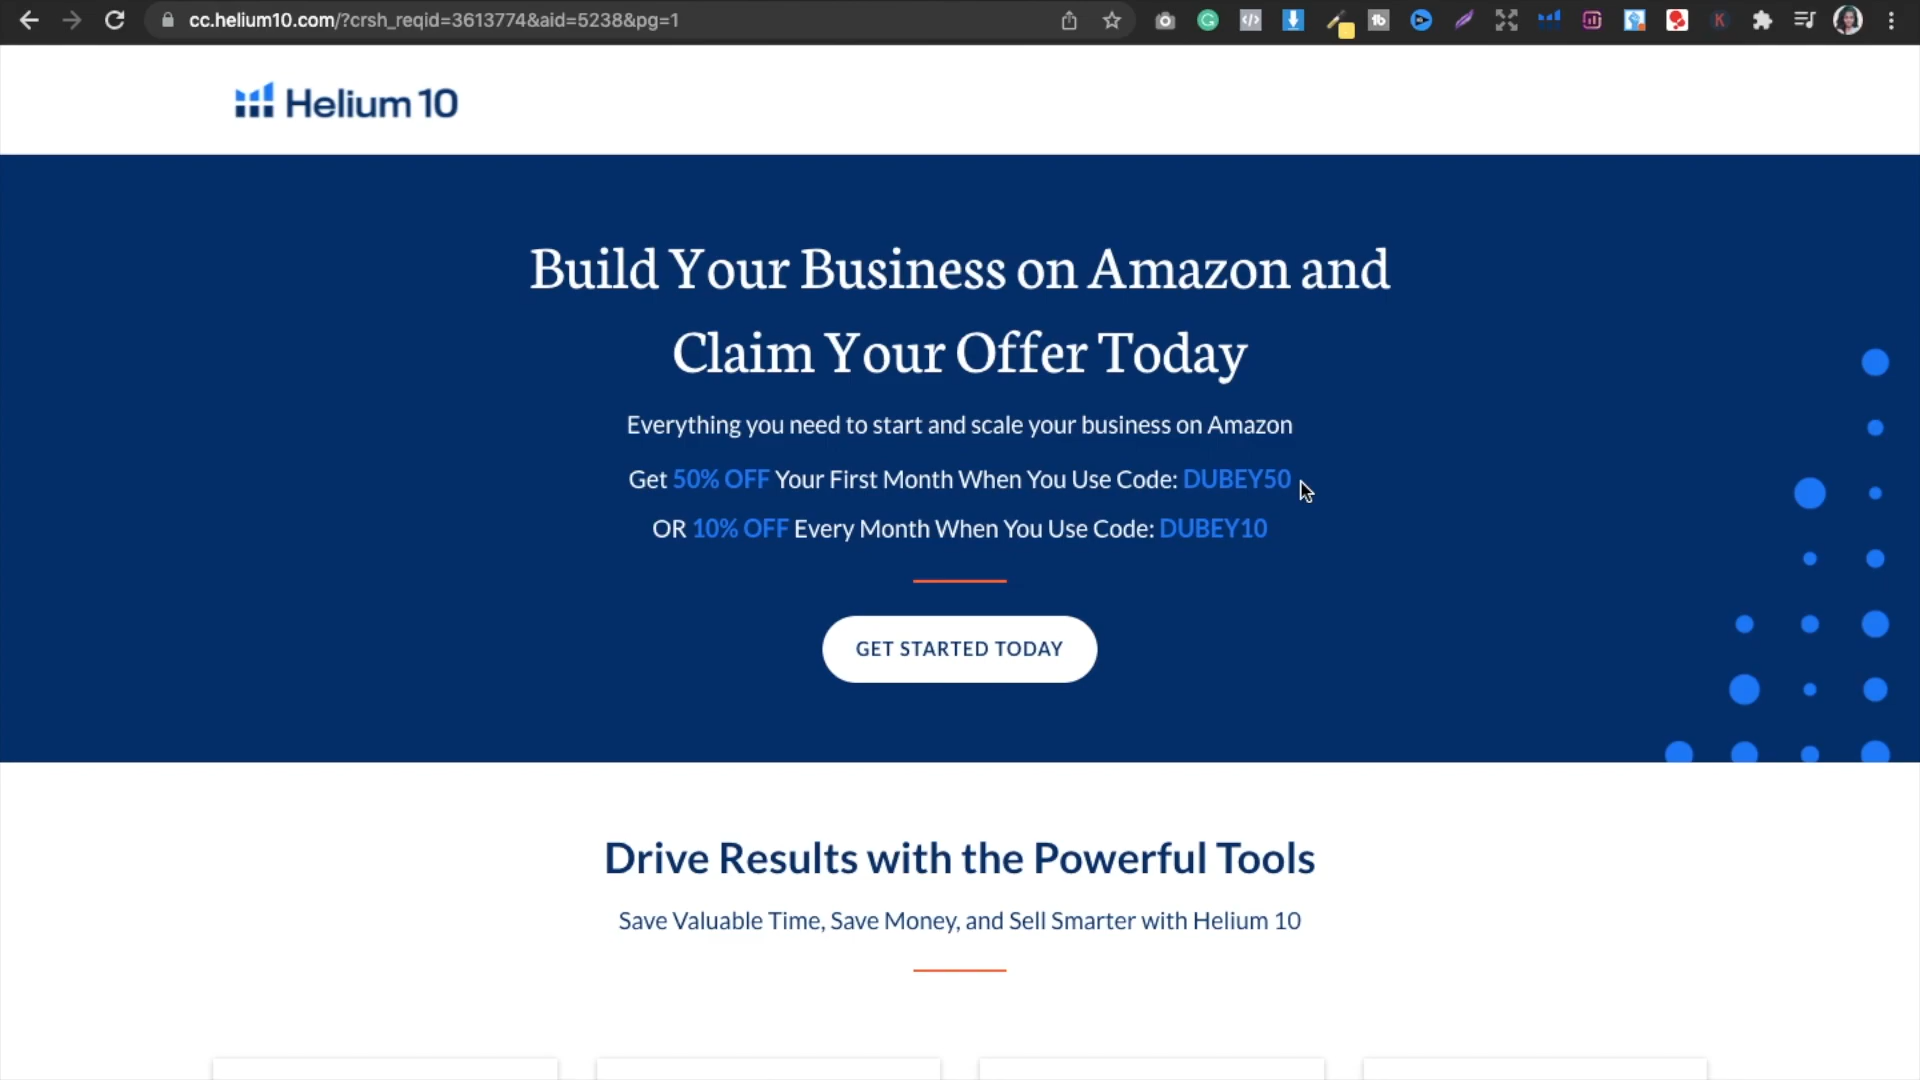 cc.helium10.com/?crsh_reqid=3613774&aid=5238&pg=1
Helium 10
Build Your Business on Amazon and
Claim Your Offer Today
Everything you need to start and scale your business on Amazon
Get 50% OFF Your First Month When You Use Code: DUBEY50
OR 10% OFF Every Month When You Use Code: DUBEY10
GET STARTED TODAY
Drive Results with the Powerful Tools
Save Valuable Time, Save Money, and Sell Smarter with Helium 10